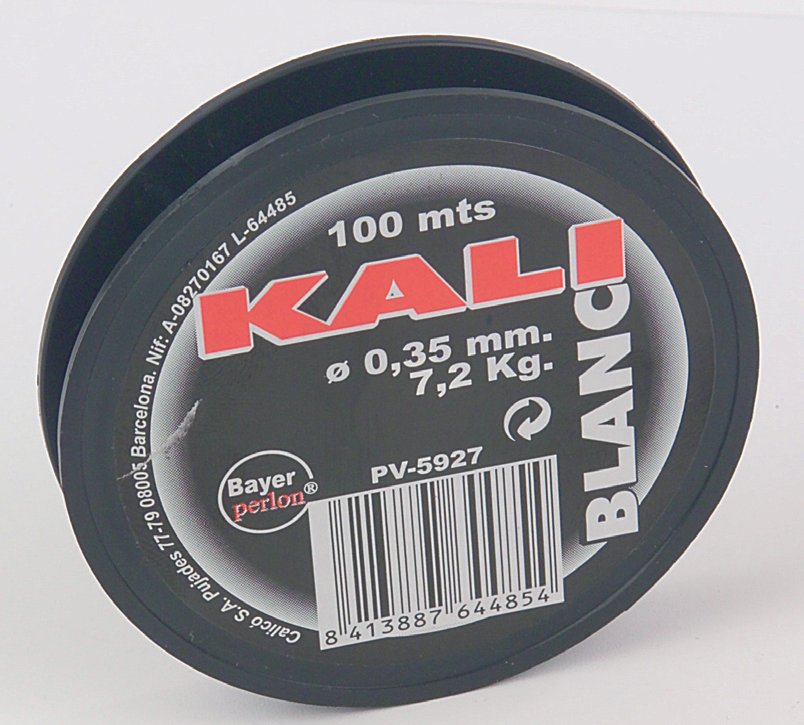 100 mts
KALI
BLANC
ø 0,35 mm.
7,2 Kg.
PV-5927
Bayer
perlon®
8 413887 644854
Calicó S.A. Pujades 77-79 08005 Barcelona. Nif: A-08270167 L-64485